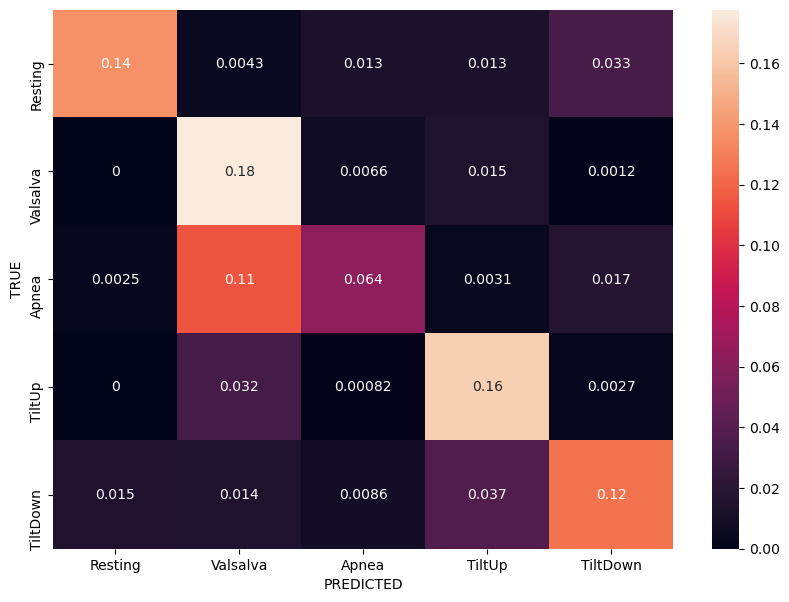 Resting 0.14 0.0043 0.013 0.013 0.033
Valsalva 0 0.18 0.0066 0.015 0.0012
Apnea 0.0025 0.11 0.064 0.0031 0.017
TiltUp 0 0.032 0.00082 0.16 0.0027
TiltDown 0.015 0.014 0.0086 0.037 0.12
TRUE
Resting Valsalva Apnea TiltUp TiltDown
PREDICTED
0.16
0.14
0.12
0.10
0.08
0.06
0.04
0.02
0.00